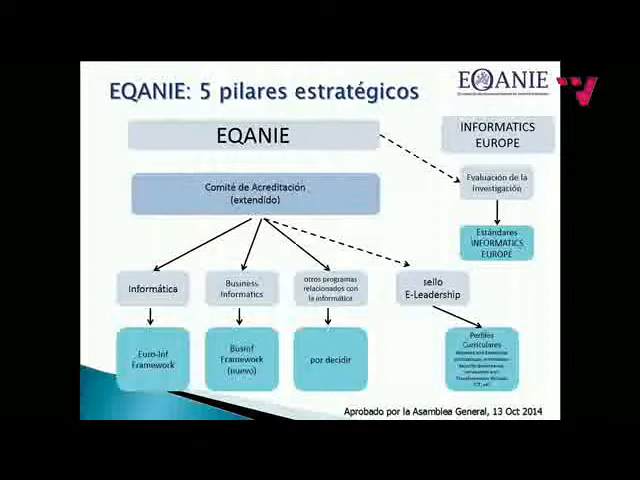 EQANIE: 5 pilares estratégicos
EQANIE
EQANIE
INFORMATICS
EUROPE
Comité de Acreditación
(extendido)
Evaluación de la
Investigación
Estándares
INFORMATICS
EUROPE
Informática
Business
Informatics
otros programas
relacionados con
la informática
sello
E-Leadership
Euro-Inf
Framework
BusInf
Framework
(nuevo)
por decidir
Perfiles
Curriculares
Aprobado por la Asamblea General, 13 Oct 2014